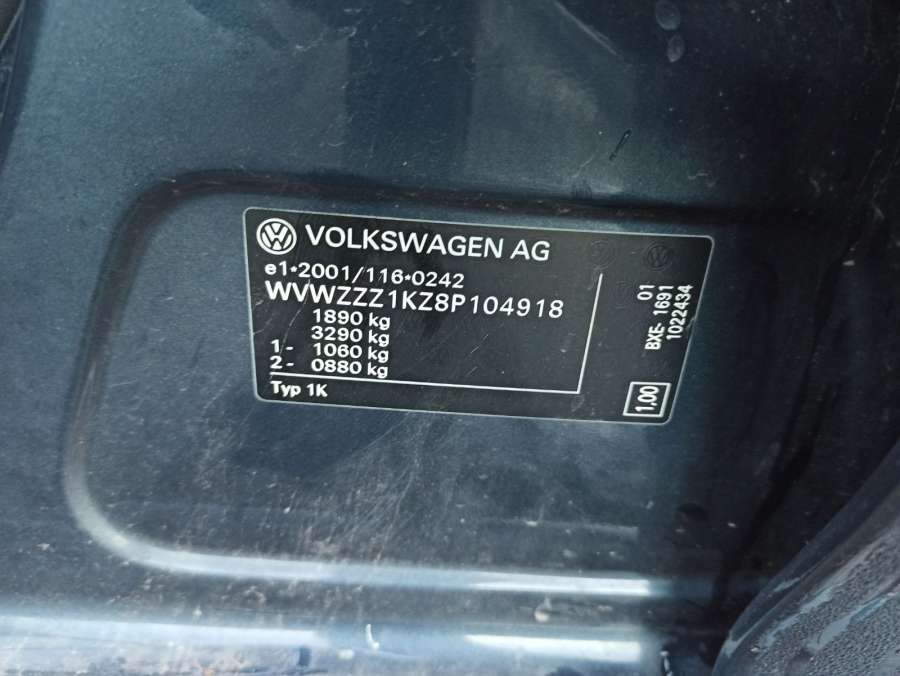 VOLKSWAGEN AG
e1*2001/116*0242
WVWZZZ1KZ8P104918
1890 kg
3290 kg
1- 1060 kg
2- 0880 kg
Typ 1K
01
BXE- 1691
1022434
1.00